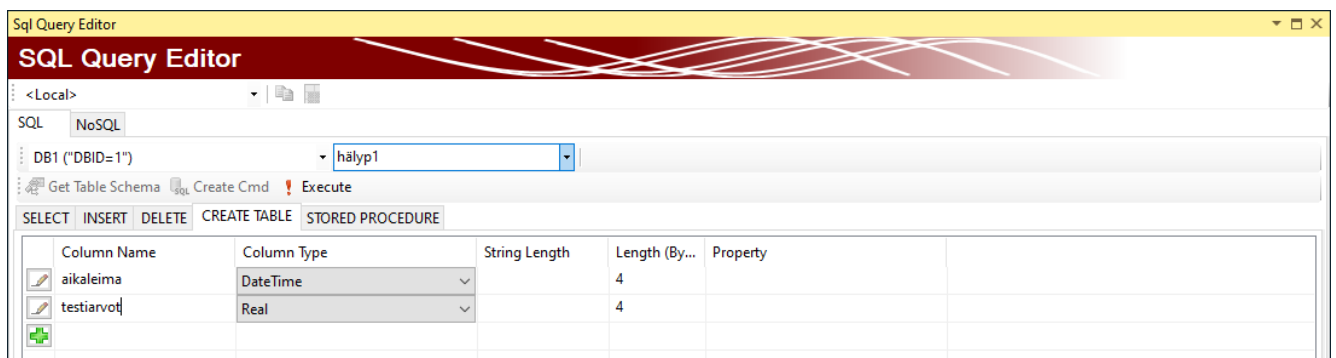 Sql Query Editor
SQL Query Editor
<Local>
SQL NoSQL
DB1 ("DBID=1") hälyp1
Get Table Schema SQL Create Cmd Execute
SELECT INSERT DELETE CREATE TABLE STORED PROCEDURE
Column Name Column Type String Length Length (By... Property
aikaleima DateTime 4
testiarvot Real 4